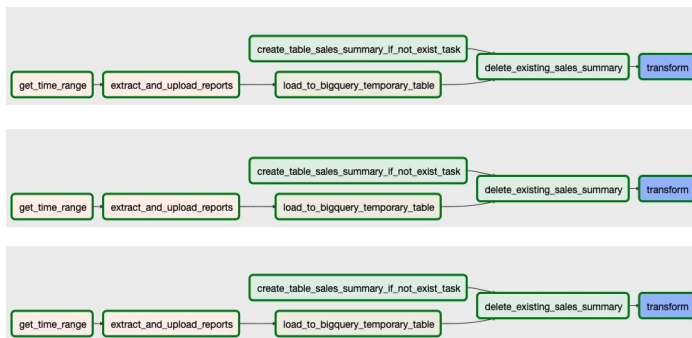 create_table_sales_summary_if_not_exist_task
delete_existing_sales_summary transform
get_time_range extract_and_upload_reports load_to_bigquery_temporary_table
create_table_sales_summary_if_not_exist_task
delete_existing_sales_summary transform
get_time_range extract_and_upload_reports load_to_bigquery_temporary_table
create_table_sales_summary_if_not_exist_task
delete_existing_sales_summary transform
get_time_range extract_and_upload_reports load_to_bigquery_temporary_table